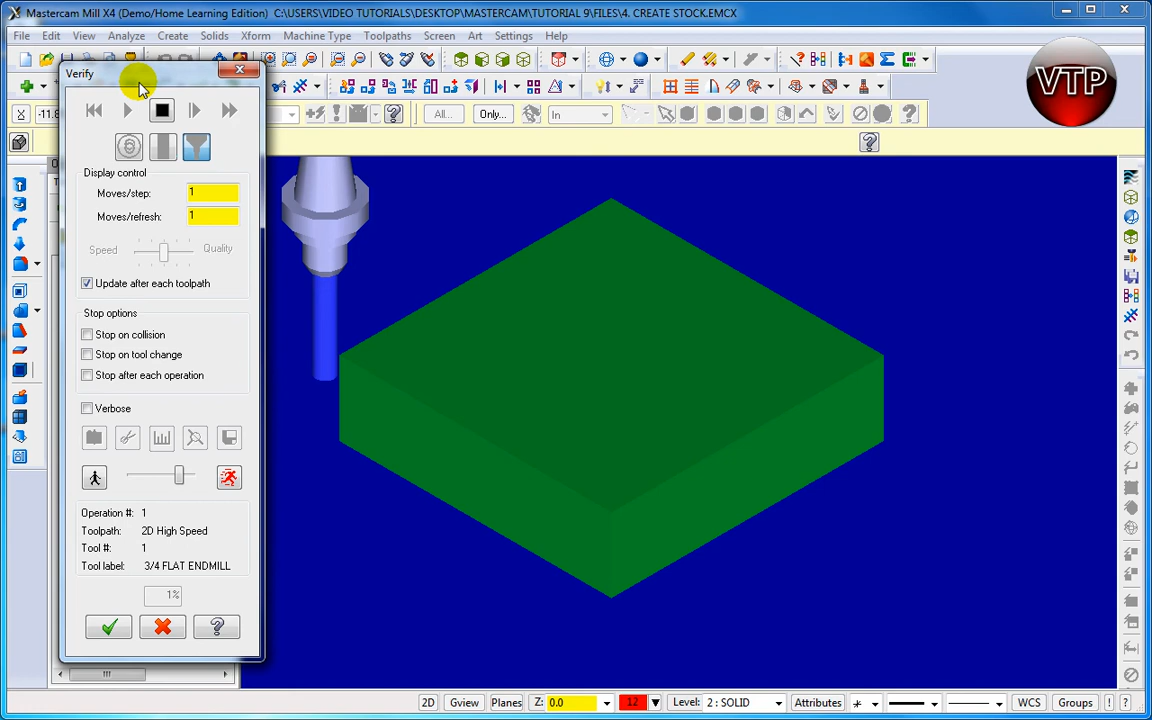 Mastercam Mill X4 (Demo/Home Learning Edition) C:\USERS\VIDEO TUTORIALS\DESKTOP\MASTERCAM\TUTORIAL 9\FILES\4. CREATE STOCK.EMCX
File Edit View Analyze Create Solids Xform Machine Type Toolpaths Screen Art Settings Help
Verify
VTP
-11.8
All... Only... In
Display control
Moves/step: 1
Moves/refresh: 1
Speed Quality
Update after each toolpath
Stop options
Stop on collision
Stop on tool change
Stop after each operation
Verbose
Operation #: 1
Toolpath: 2D High Speed
Tool #: 1
Tool label: 3/4 FLAT ENDMILL
1%
2D Gview Planes Z: 0.0 12 Level: 2 : SOLID Attributes WCS Groups ! ?